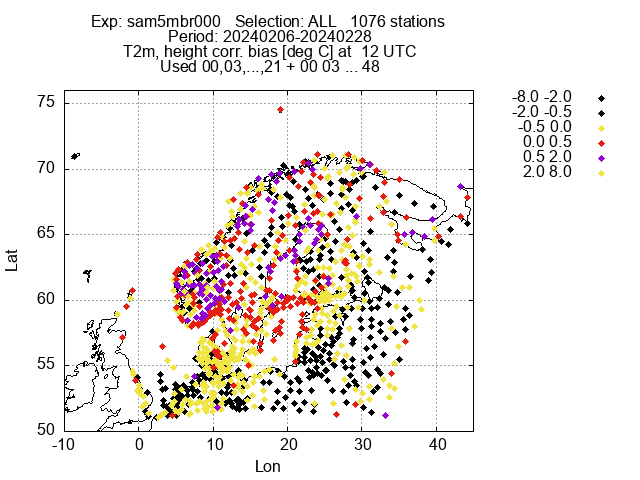 Exp: sam5mbr000 Selection: ALL 1076 stations
Period: 20240206-20240228
T2m, height corr. bias [deg C] at 12 UTC
Used 00,03,...,21 + 00 03 ... 48
-8.0 -2.0
-2.0 -0.5
-0.5 0.0
0.0 0.5
0.5 2.0
2.0 8.0
75
70
65
60
55
50
Lat
-10 0 10 20 30 40
Lon